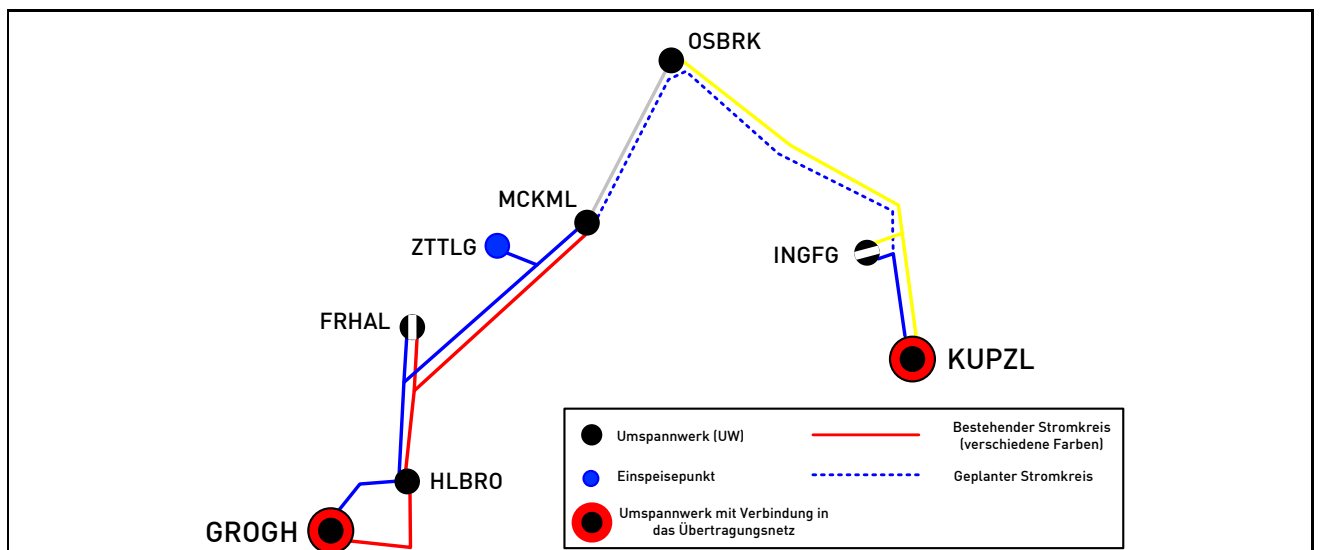 OSBRK
MCKML
ZTTLG
INGFG
FRHAL
KUPZL
HLBRO
GROGH
Umspannwerk (UW)
Bestehender Stromkreis
(verschiedene Farben)
Einspeisepunkt
Geplanter Stromkreis
Umspannwerk mit Verbindung in
das Übertragungsnetz